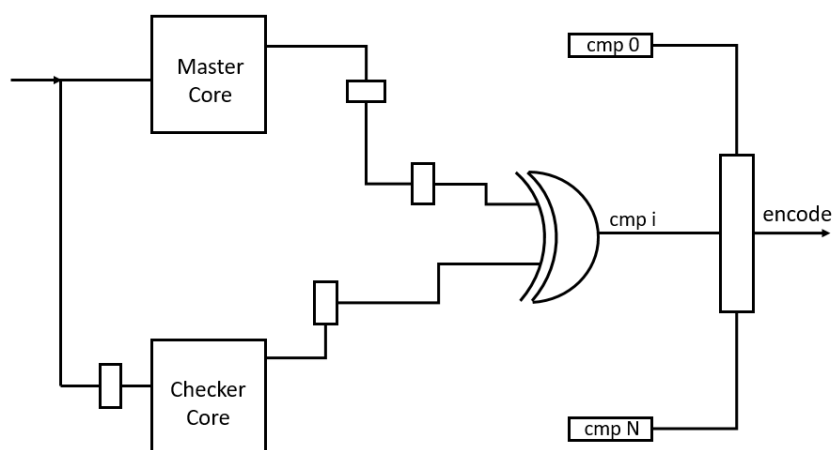 Master
Core
cmp 0
cmp i
encode
Checker
Core
cmp N